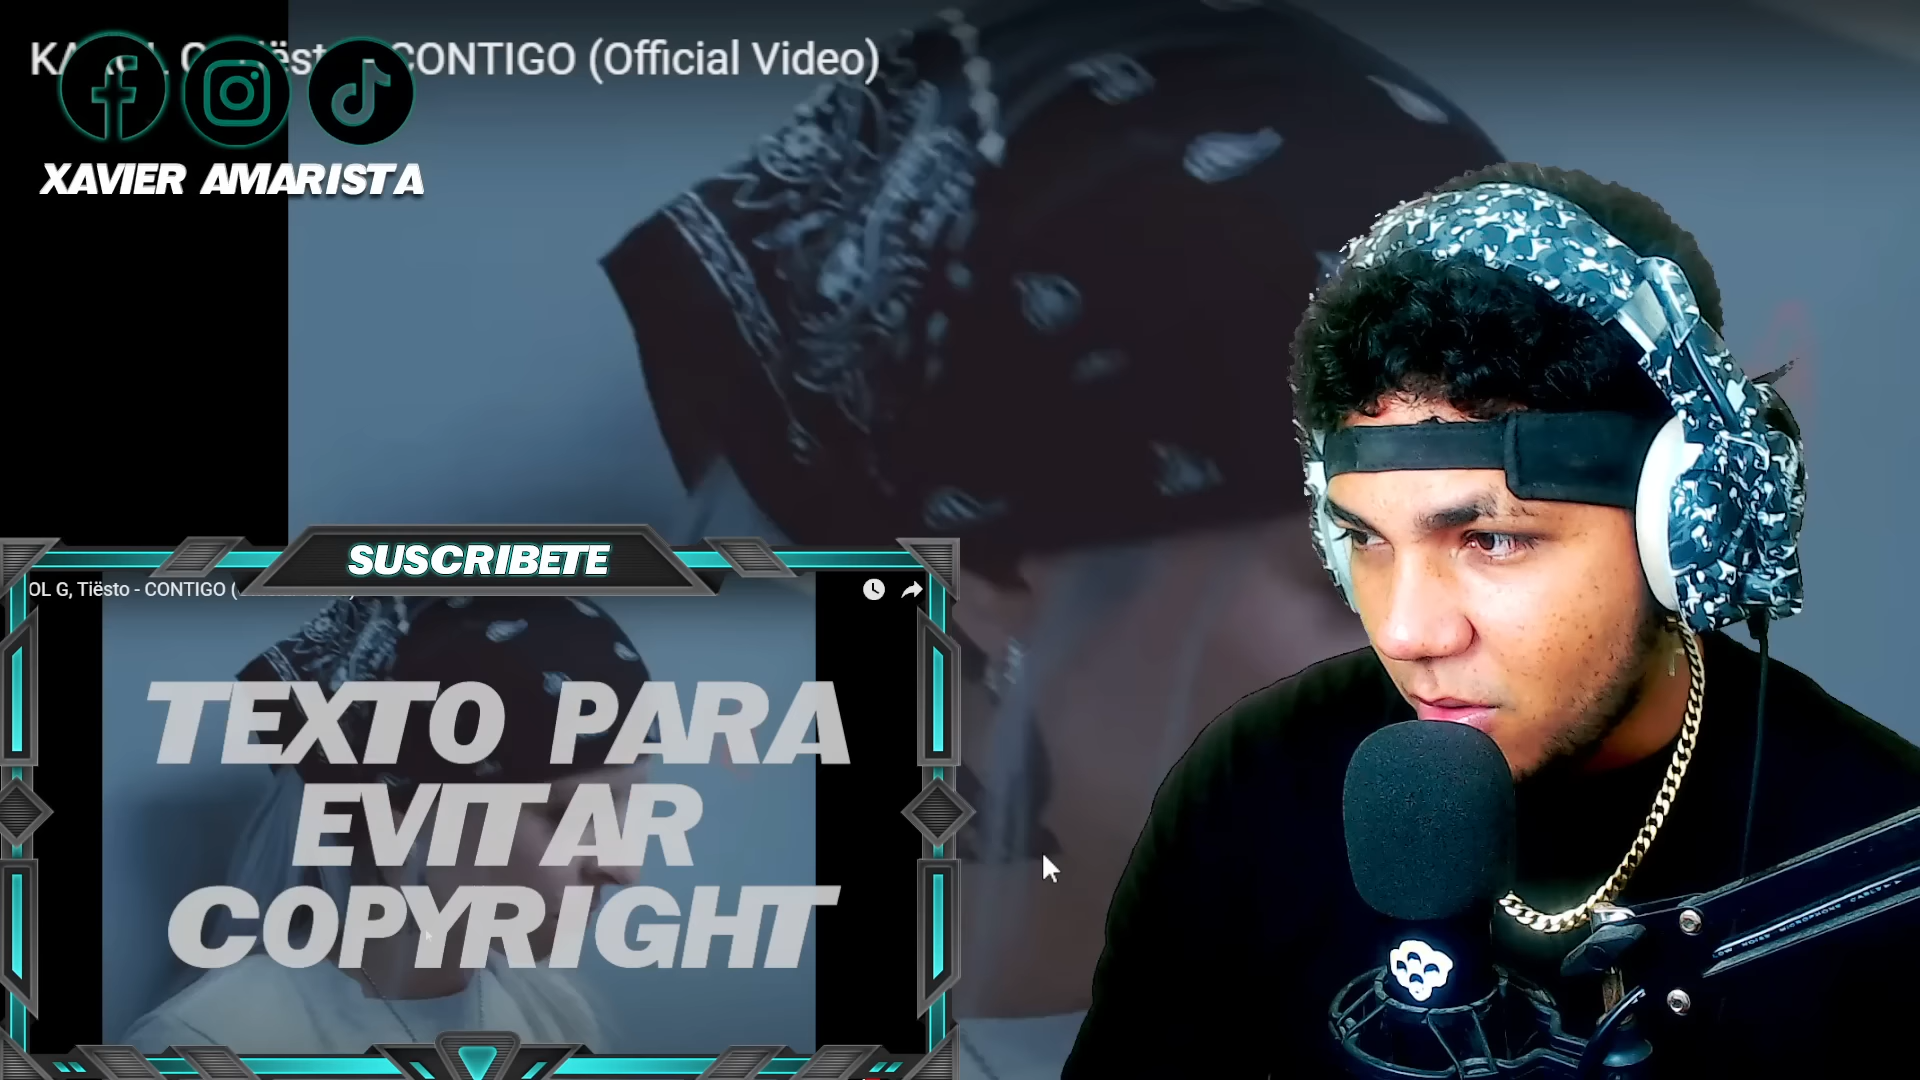 CONTIGO (Official Video)
XAVIER AMARISTA
SUSCRIBETE
OL G, Tiësto - CONTIGO (
TEXTO PARA
EVITAR
COPYRIGHT